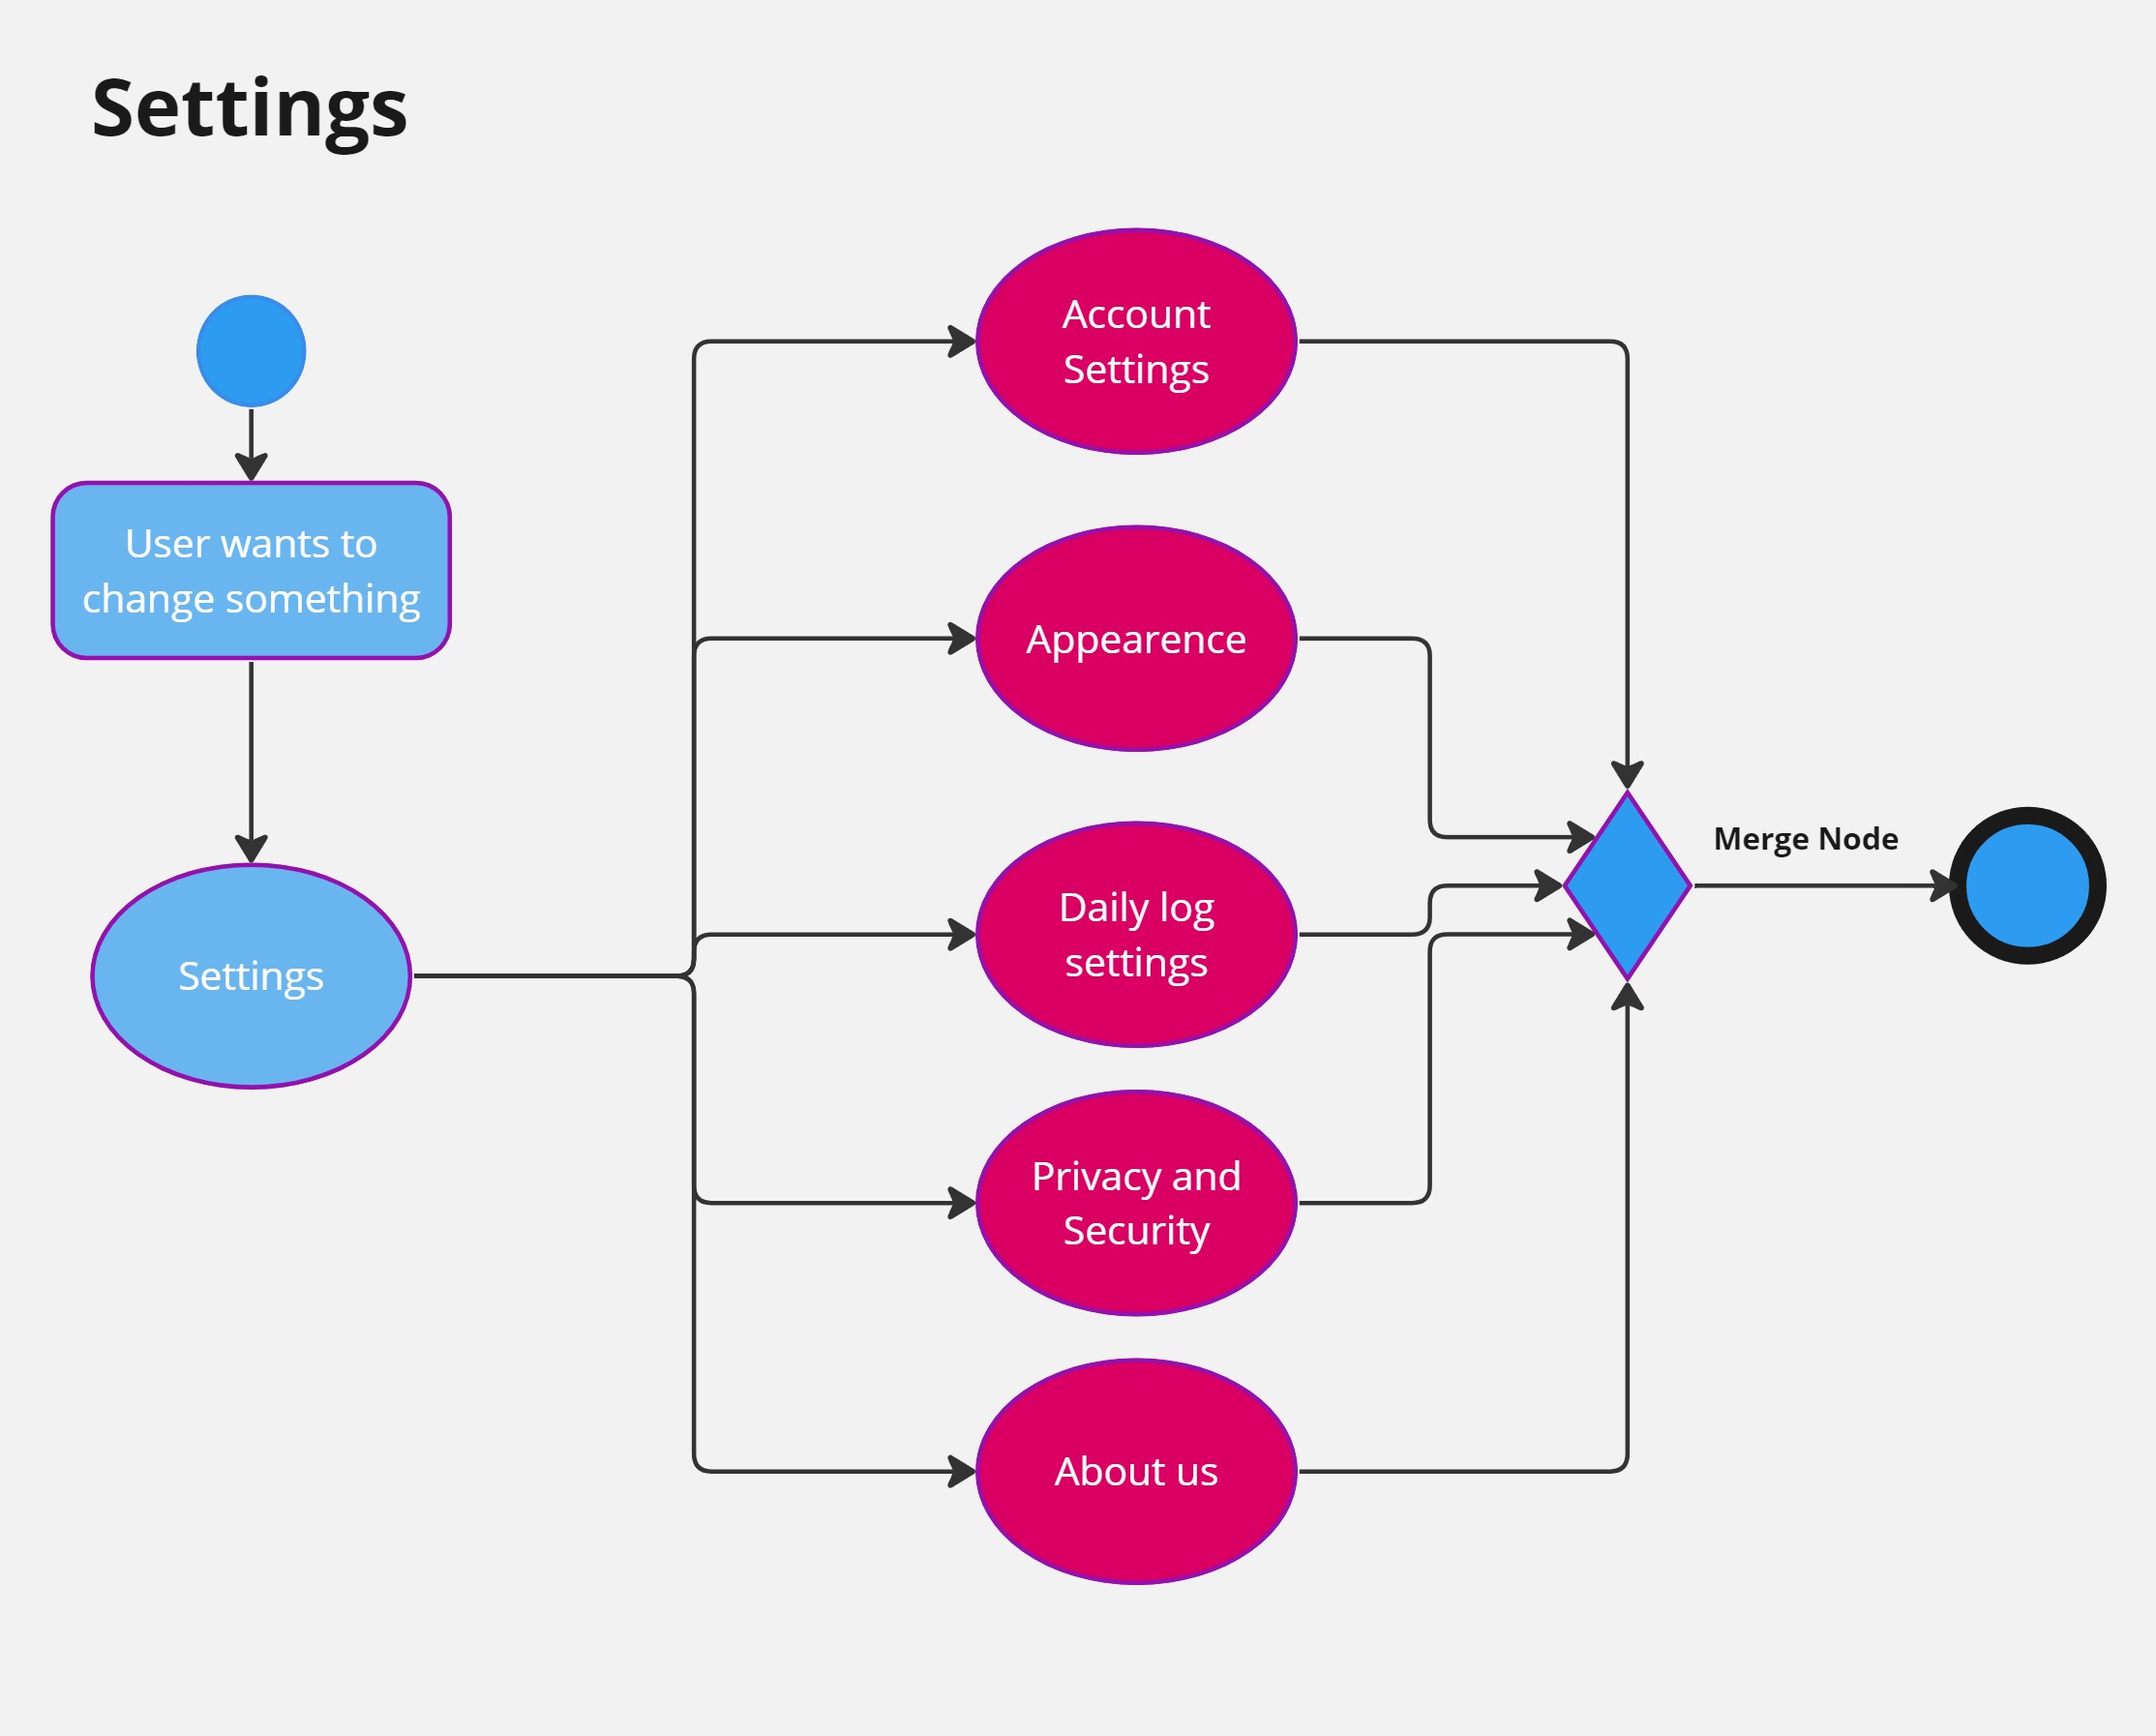 Settings
User wants to
change something
Settings
Account
Settings
Appearence
Daily log
settings
Privacy and
Security
About us
Merge Node